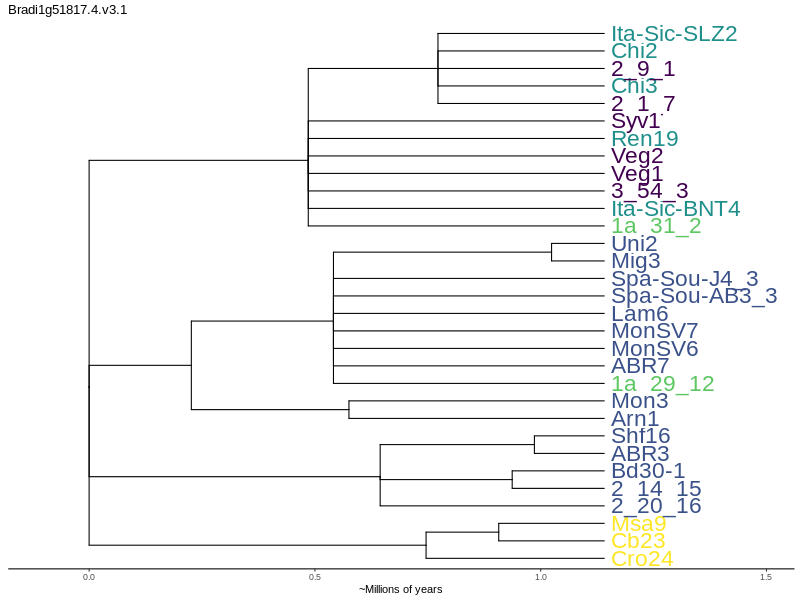 Bradi1g51817.4.v3.1
Ita-Sic-SLZ2
Chi2
2_9_1
Chi3
2_1_7
Syv1
Ren19
Veg2
Veg1
3_54_3
Ita-Sic-BNT4
1a_31_2
Uni2
Mig3
Spa-Sou-J4_3
Spa-Sou-AB3_3
Lam6
MonSV7
MonSV6
ABR7
1a_29_12
Mon3
Arn1
Shf16
ABR3
Bd30-1
2_14_15
2_20_16
Msa9
Cb23
Cro24
0.0 0.5 1.0 1.5
~Millions of years